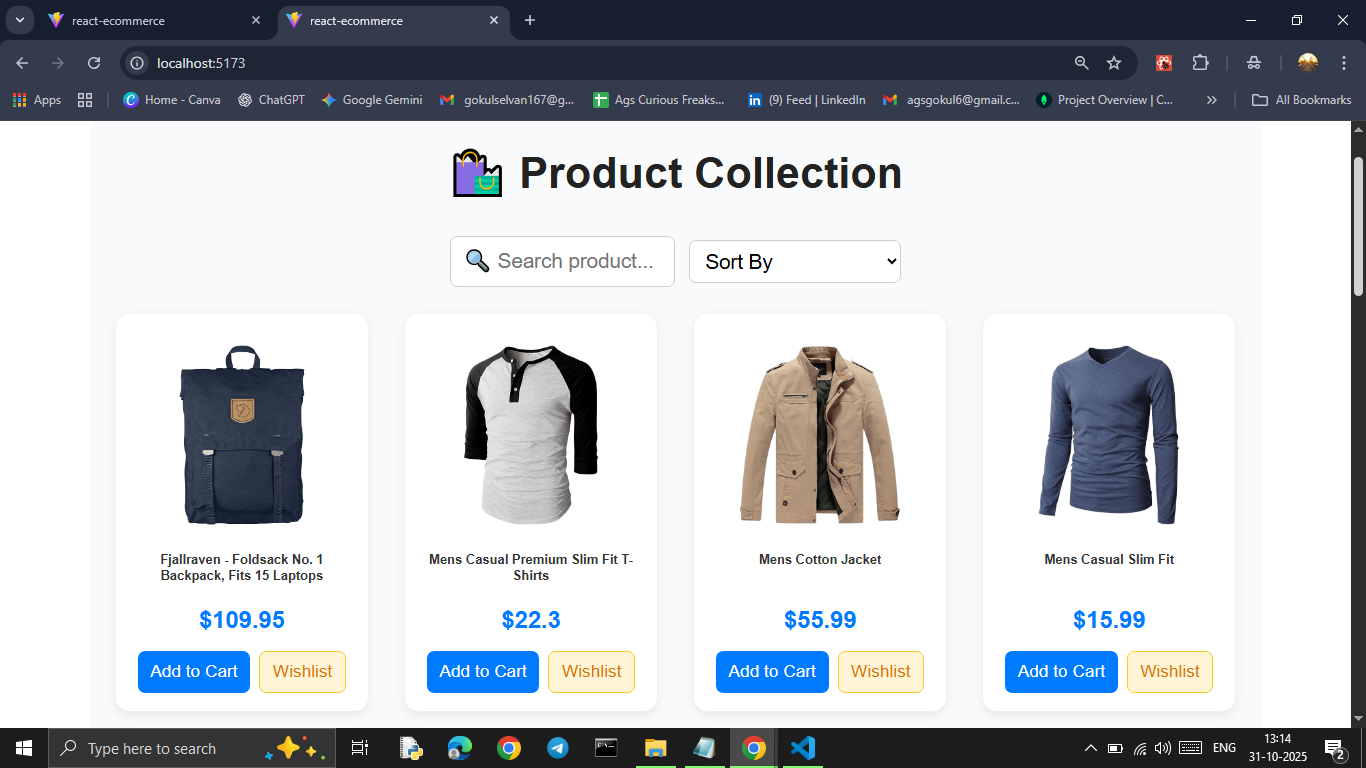 react-ecommerce
react-ecommerce
localhost:5173
Apps
Home - Canva
ChatGPT
Google Gemini
gokulselvan167@g...
Ags Curious Freaks...
(9) Feed | LinkedIn
agsgokul6@gmail.c...
Project Overview | C...
All Bookmarks
Product Collection
🔍 Search product...
Sort By
Fjallraven - Foldsack No. 1
Backpack, Fits 15 Laptops
$109.95
Add to Cart
Wishlist
Mens Casual Premium Slim Fit T-
Shirts
$22.3
Add to Cart
Wishlist
Mens Cotton Jacket
$55.99
Add to Cart
Wishlist
Mens Casual Slim Fit
$15.99
Add to Cart
Wishlist
Type here to search
ENG
13:14
31-10-2025
2